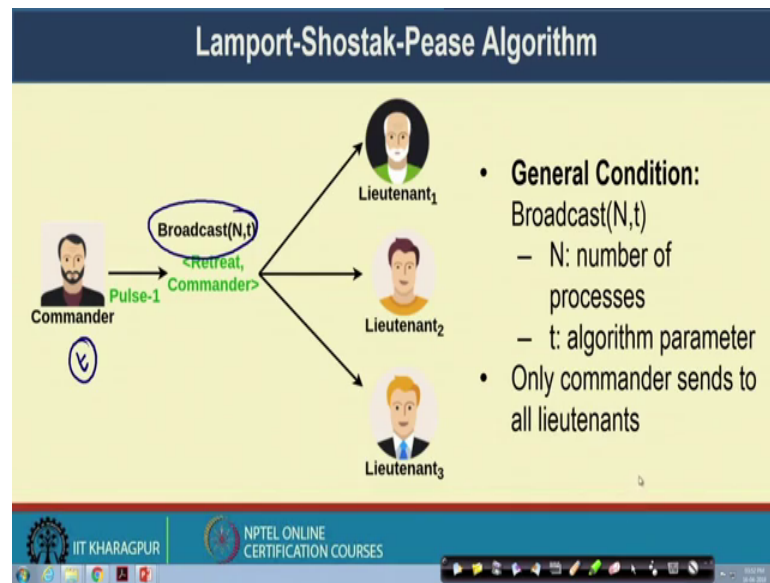 Lamport-Shostak-Pease Algorithm
Broadcast(N,t)
<Retreat,
Commander>
Pulse-1
Commander
t
Lieutenant1
Lieutenant2
Lieutenant3
• General Condition:
Broadcast(N,t)
– N: number of
processes
– t: algorithm parameter
• Only commander sends to
all lieutenants
IIT KHARAGPUR
NPTEL ONLINE
CERTIFICATION COURSES